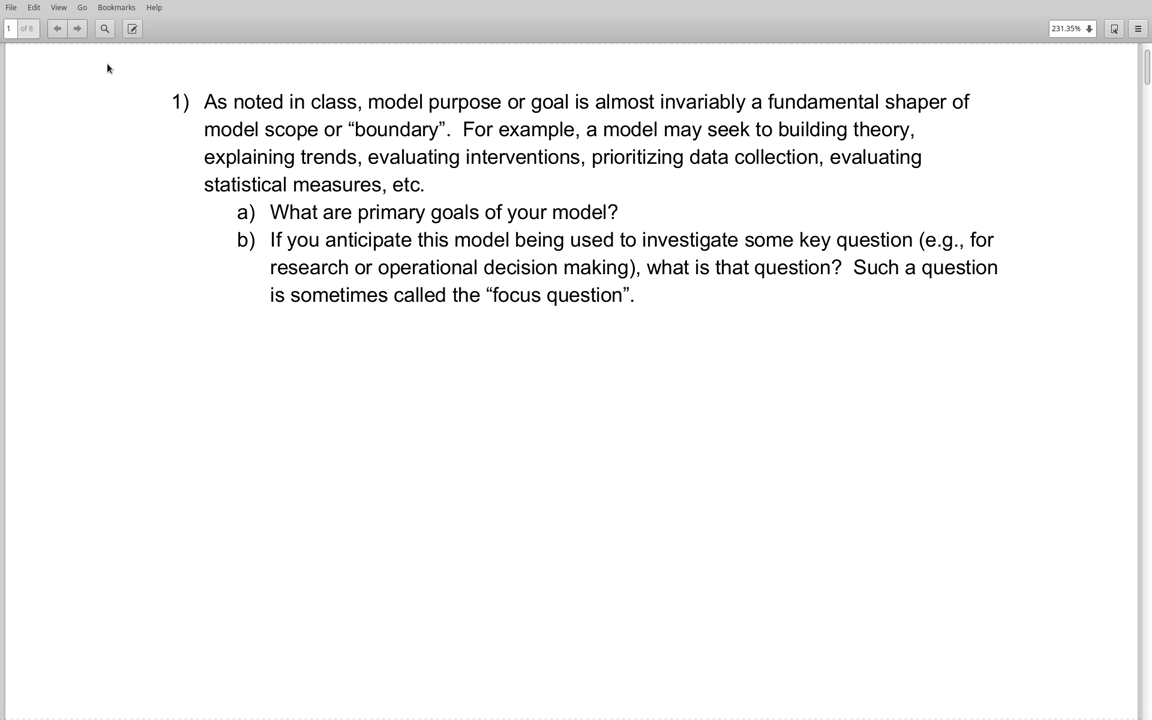 File Edit View Go Bookmarks Help
1 of 8 231.35%
1) As noted in class, model purpose or goal is almost invariably a fundamental shaper of
model scope or “boundary”. For example, a model may seek to building theory,
explaining trends, evaluating interventions, prioritizing data collection, evaluating
statistical measures, etc.
a) What are primary goals of your model?
b) If you anticipate this model being used to investigate some key question (e.g., for
research or operational decision making), what is that question? Such a question
is sometimes called the “focus question”.